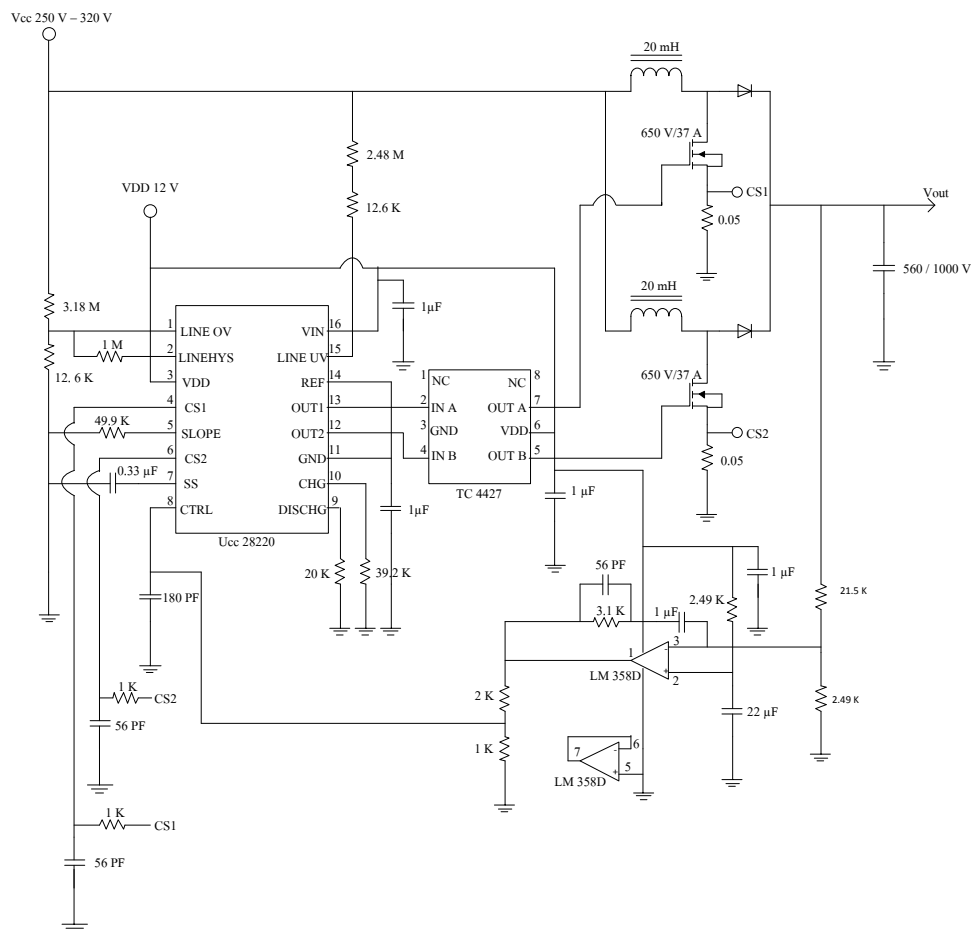 Vcc 250 V – 320 V
20 mH
650 V/37 A
2.48 M
CS1
VDD 12 V
12.6 K
0.05
Vout
560 / 1000 V
20 mH
3.18 M
1µF
1 LINE OV
VIN 16
1 M
2 LINEHYS
LINE UV 15
12. 6 K
3 VDD
REF 14
4 CS1
OUT1 13
49.9 K
5 SLOPE
OUT2 12
6 CS2
GND 11
0.33 µF
7 SS
CHG 10
8 CTRL
DISCHG 9
Ucc 28220
1 NC
NC 8
2 IN A
OUT A 7
3 GND
VDD 6
4 IN B
OUT B 5
TC 4427
650 V/37 A
CS2
0.05
1µF
1 µF
20 K
39.2 K
180 PF
56 PF
3.1 K
1 µF
2.49 K
1 µF
21.5 K
1
3
-
+
2
LM 358D
2.49 K
22 µF
1 K
CS2
56 PF
2 K
1 K
7
6
-
+
5
LM 358D
1 K
CS1
56 PF